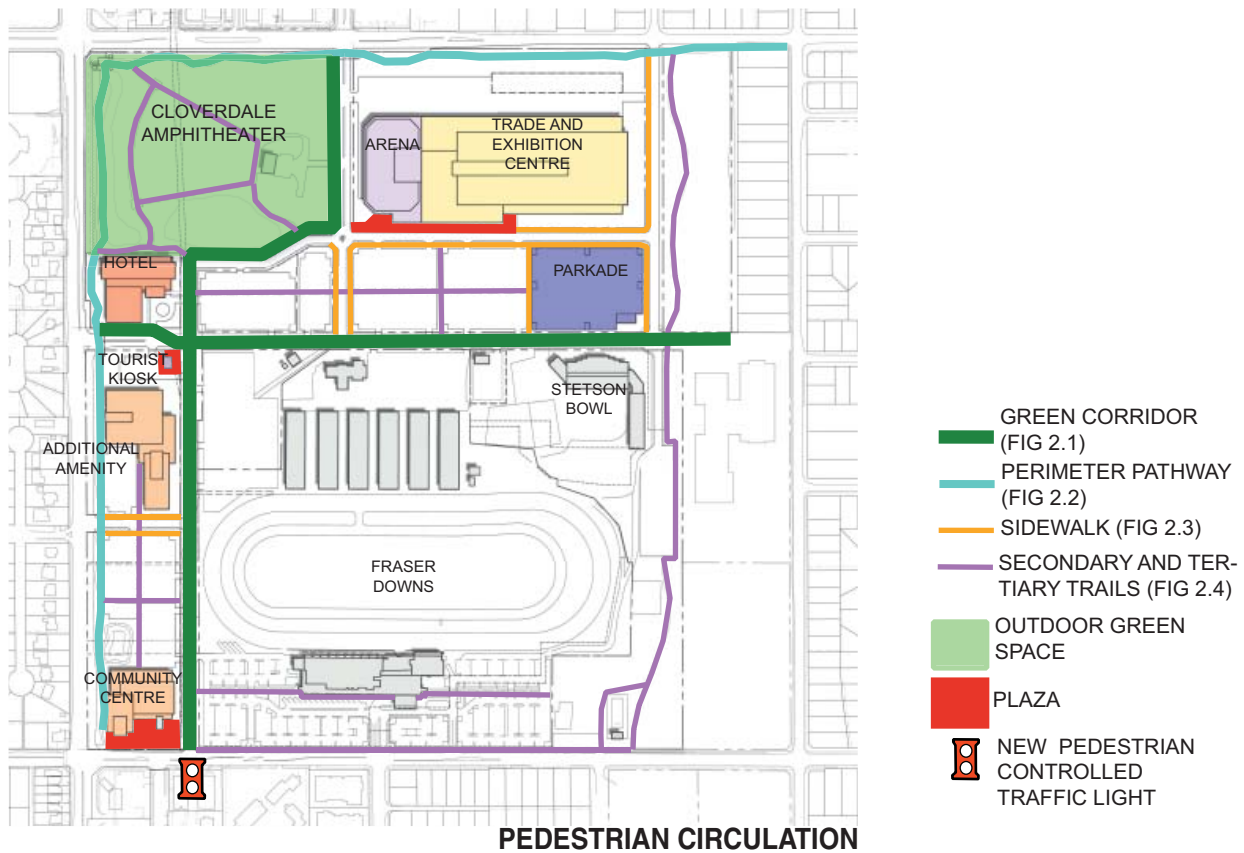 CLOVERDALE
AMPHITHEATER
ARENA
TRADE AND
EXHIBITION
CENTRE
HOTEL
PARKADE
TOURIST
KIOSK
STETSON
BOWL
ADDITIONAL
AMENITY
FRASER
DOWNS
COMMUNITY
CENTRE
GREEN CORRIDOR
(FIG 2.1)
PERIMETER PATHWAY
(FIG 2.2)
SIDEWALK (FIG 2.3)
SECONDARY AND TER-
TIARY TRAILS (FIG 2.4)
OUTDOOR GREEN
SPACE
PLAZA
NEW PEDESTRIAN
CONTROLLED
TRAFFIC LIGHT
PEDESTRIAN CIRCULATION